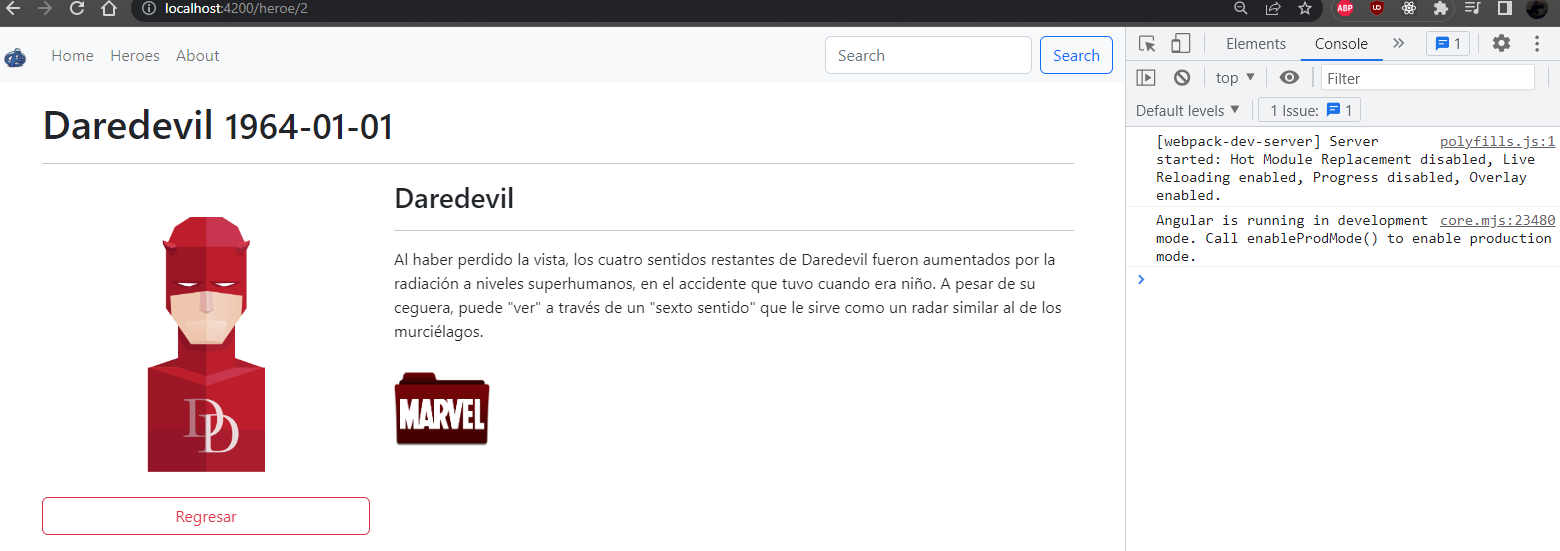 localhost:4200/heroe/2
ABP
UO
Home Heroes About
Search
Search
Daredevil 1964-01-01
Daredevil
Al haber perdido la vista, los cuatro sentidos restantes de Daredevil fueron aumentados por la
radiación a niveles superhumanos, en el accidente que tuvo cuando era niño. A pesar de su
ceguera, puede "ver" a través de un "sexto sentido" que le sirve como un radar similar al de los
murciélagos.
DD
MARVEL
Regresar
Elements Console 1
top Filter
Default levels 1 Issue: 1
[webpack-dev-server] Server polyfills.js:1
started: Hot Module Replacement disabled, Live
Reloading enabled, Progress disabled, Overlay
enabled.
Angular is running in development core.mjs:23480
mode. Call enableProdMode() to enable production
mode.